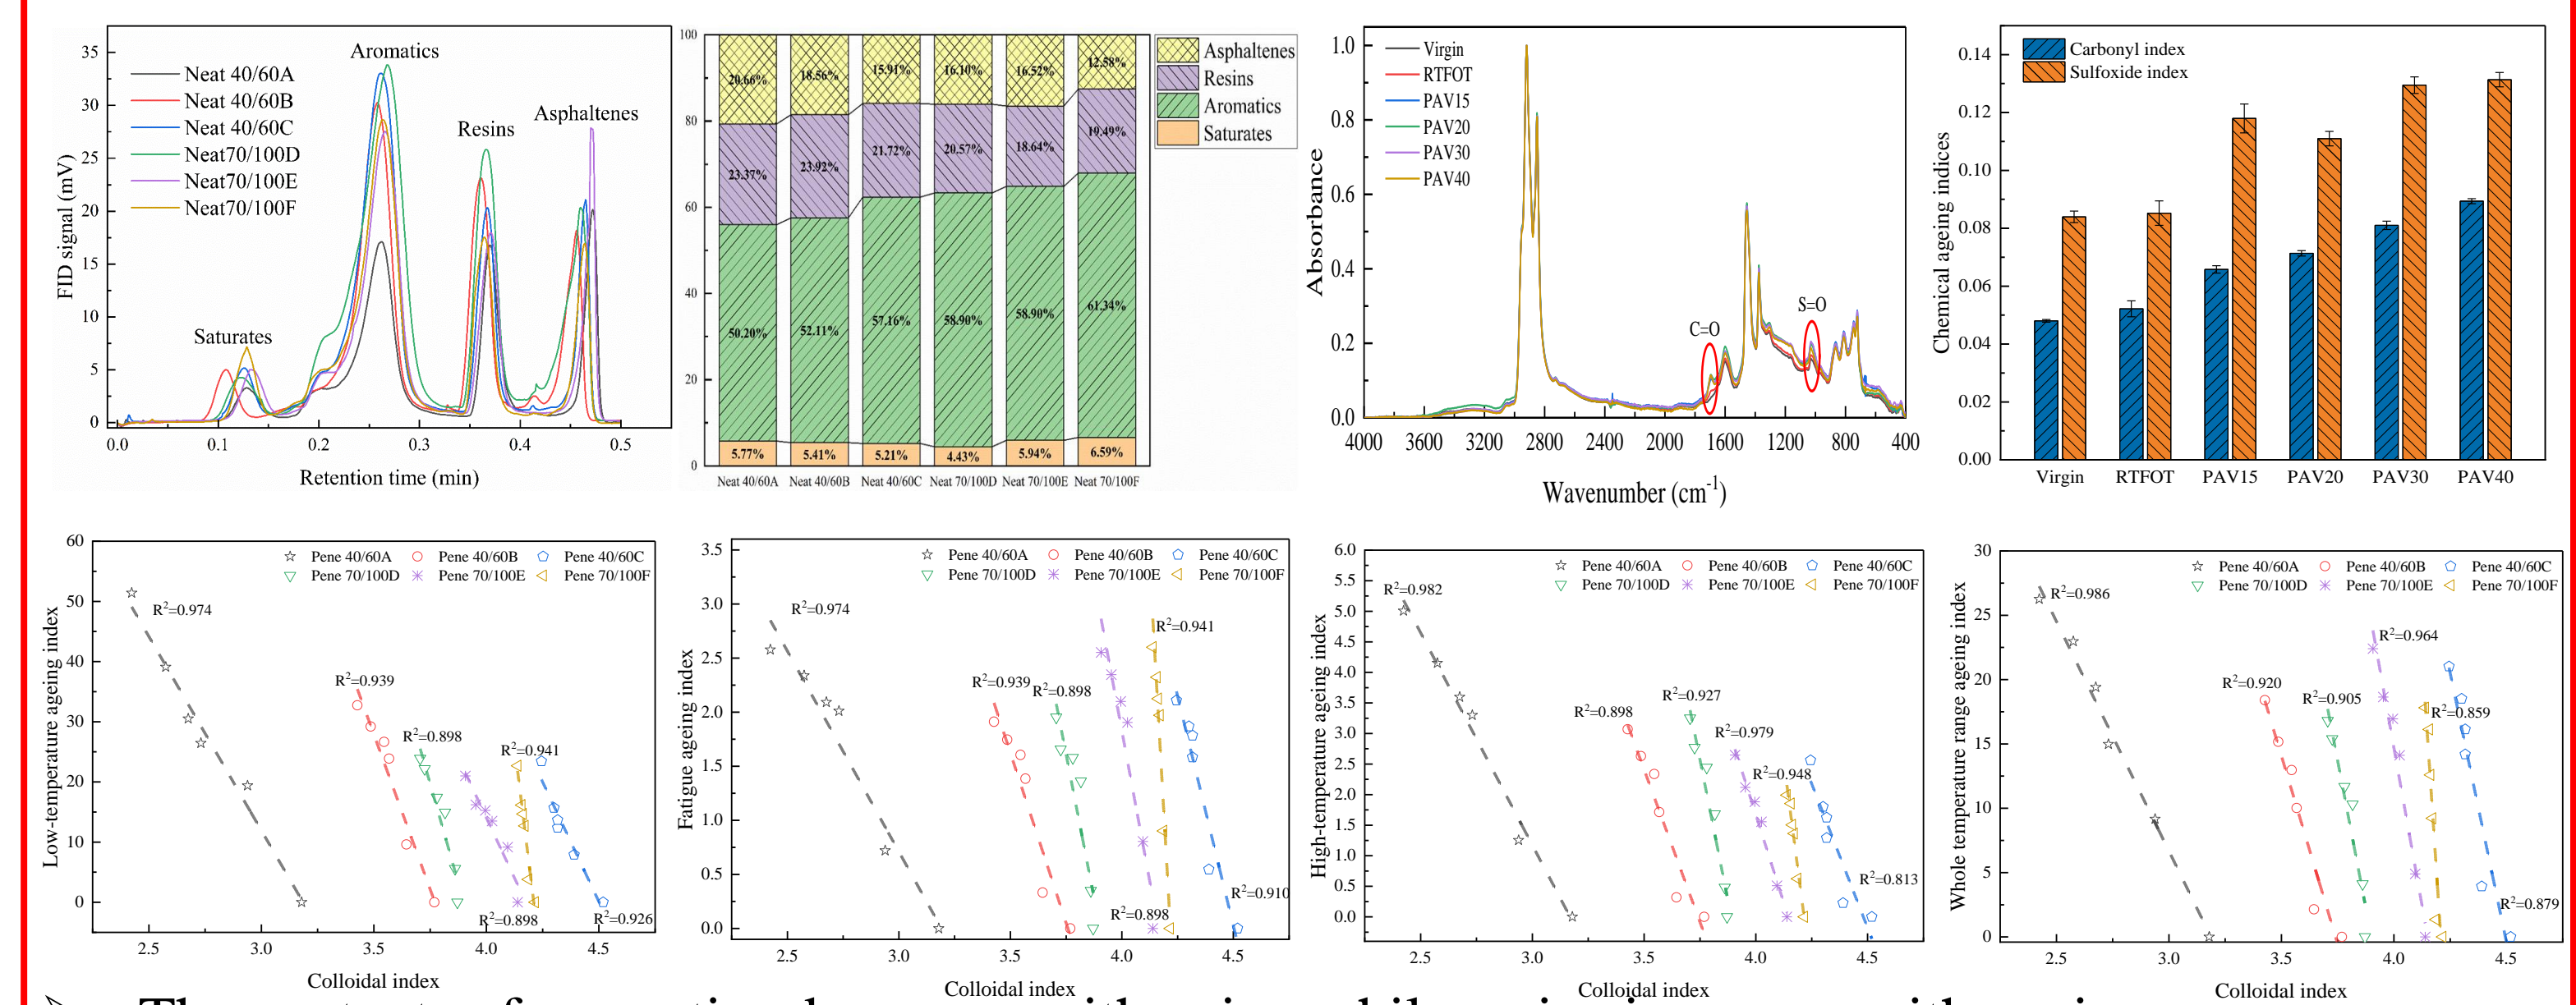 35
30
25
20
15
10
5
0
FID signal (mV)
Neat 40/60A
Neat 40/60B
Neat 40/60C
Neat70/100D
Neat70/100E
Neat70/100F
Saturates
Aromatics
Resins
Asphaltenes
0.0 0.1 0.2 0.3 0.4 0.5
Retention time (min)
100
80
60
40
20
0
20.66% 18.56% 15.91% 16.10% 16.52% 12.58%
23.37% 23.92% 21.72% 20.57% 18.64% 19.49%
50.20% 52.11% 57.16% 58.90% 58.90% 61.34%
5.77% 5.41% 5.21% 4.43% 5.94% 6.59%
Neat 40/60A Neat 40/60B Neat 40/60C Neat 70/100D Neat 70/100E Neat 70/100F
Asphaltenes
Resins
Aromatics
Saturates
1.0
0.8
0.6
0.4
0.2
0.0
Absorbance
Virgin
RTFOT
PAV15
PAV20
PAV30
PAV40
C=O
S=O
4000 3600 3200 2800 2400 2000 1600 1200 800 400
Wavenumber (cm-1)
0.14
0.12
0.10
0.08
0.06
0.04
0.02
0.00
Chemical ageing indices
Carbonyl index
Sulfoxide index
Virgin RTFOT PAV15 PAV20 PAV30 PAV40
60
50
40
30
20
10
0
Low-temperature ageing index
Pene 40/60A Pene 40/60B Pene 40/60C
Pene 70/100D Pene 70/100E Pene 70/100F
R2=0.974
R2=0.939
R2=0.898
R2=0.941
R2=0.898
R2=0.926
2.5 3.0 3.5 4.0 4.5
Colloidal index
3.5
3.0
2.5
2.0
1.5
1.0
0.5
0.0
Fatigue ageing index
Pene 40/60A Pene 40/60B Pene 40/60C
Pene 70/100D Pene 70/100E Pene 70/100F
R2=0.974
R2=0.941
R2=0.939
R2=0.898
R2=0.910
R2=0.898
2.5 3.0 3.5 4.0 4.5
Colloidal index
6.0
5.5
5.0
4.5
4.0
3.5
3.0
2.5
2.0
1.5
1.0
0.5
0.0
High-temperature ageing index
Pene 40/60A Pene 40/60B Pene 40/60C
Pene 70/100D Pene 70/100E Pene 70/100F
R2=0.982
R2=0.898
R2=0.927
R2=0.979
R2=0.948
R2=0.813
2.5 3.0 3.5 4.0 4.5
Colloidal index
30
25
20
15
10
5
0
Whole temperature range ageing index
Pene 40/60A Pene 40/60B Pene 40/60C
Pene 70/100D Pene 70/100E Pene 70/100F
R2=0.986
R2=0.964
R2=0.920
R2=0.905
R2=0.859
R2=0.879
2.5 3.0 3.5 4.0 4.5
Colloidal index